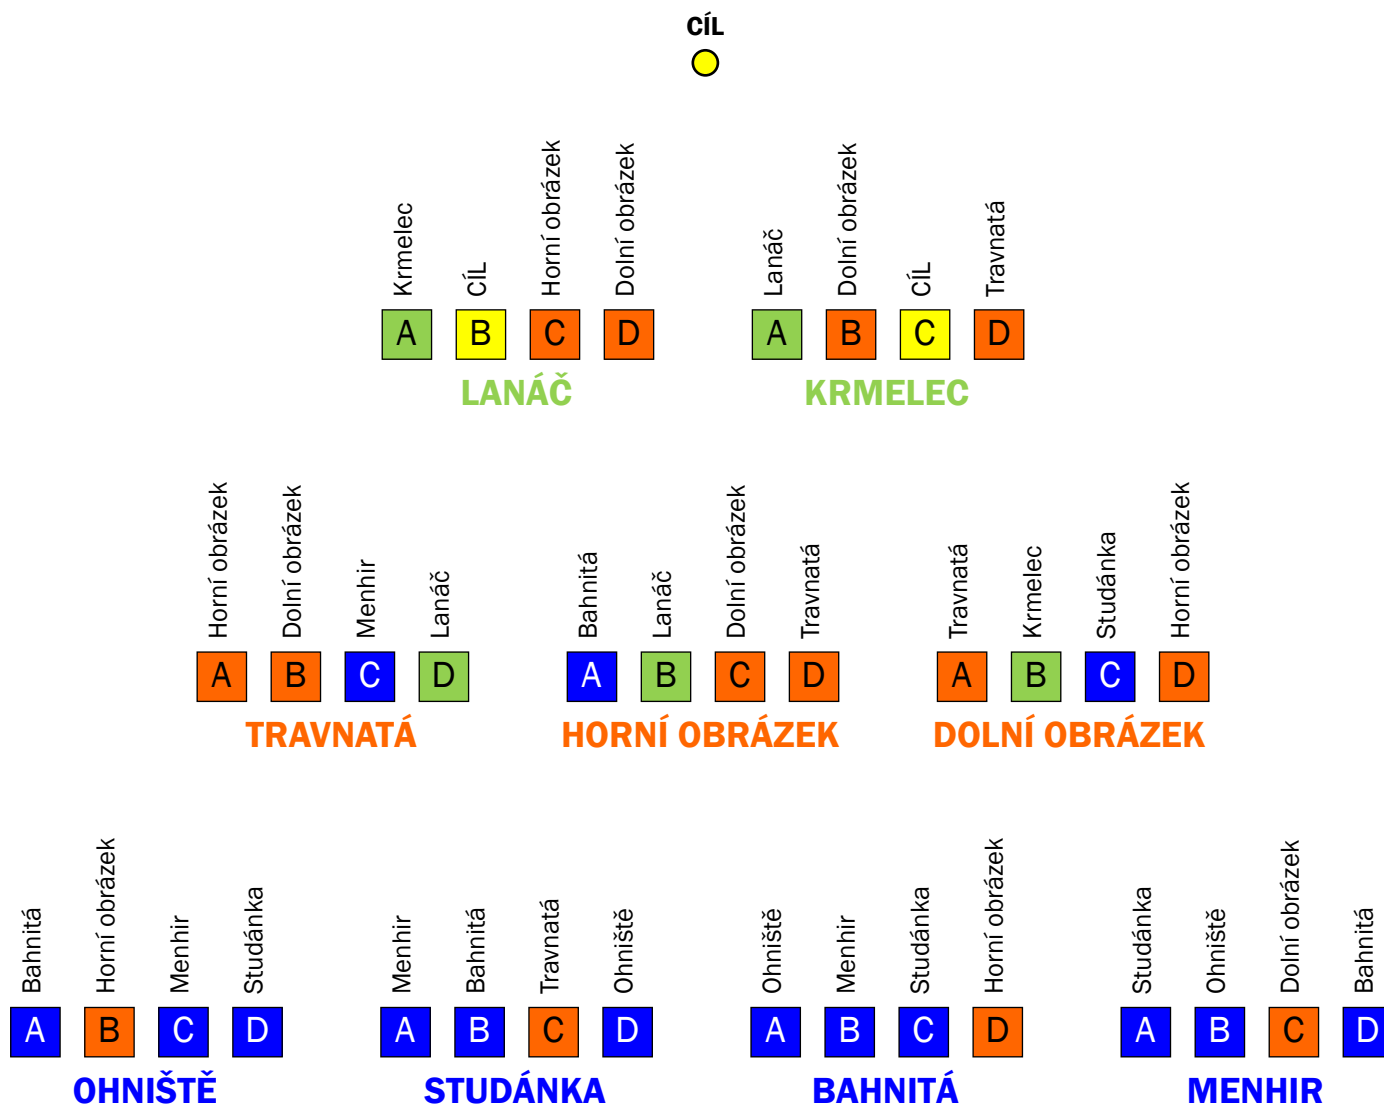 CÍL
Krmelec CÍL Horní obrázek Dolní obrázek
A B C D
LANÁČ
Lanáč Dolní obrázek CÍL Travnatá
A B C D
KRMELEC
Horní obrázek Dolní obrázek Menhir Lanáč
A B C D
TRAVNATÁ
Bahnitá Lanáč Dolní obrázek Travnatá
A B C D
HORNÍ OBRÁZEK
Travnatá Krmelec Studánka Horní obrázek
A B C D
DOLNÍ OBRÁZEK
Bahnitá Horní obrázek Menhir Studánka
A B C D
OHNIŠTĚ
Menhir Bahnitá Travnatá Ohniště
A B C D
STUDÁNKA
Ohniště Menhir Studánka Horní obrázek
A B C D
BAHNITÁ
Studánka Ohniště Dolní obrázek Bahnitá
A B C D
MENHIR